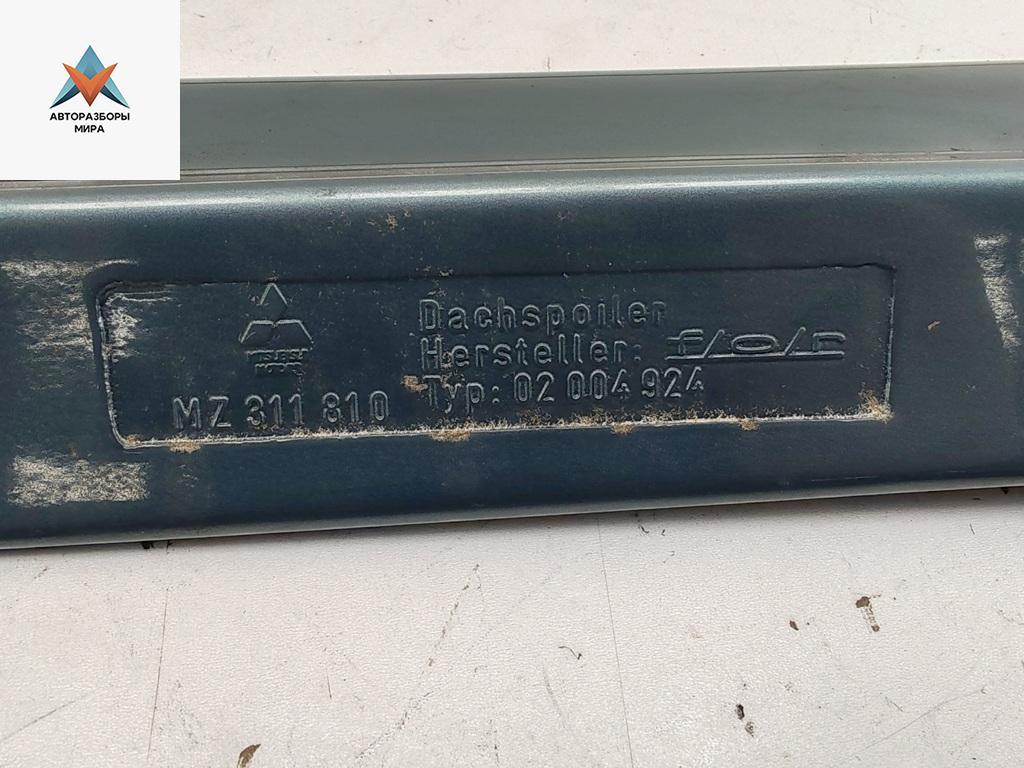 АВТОРАЗБОРЫ
МИРА
Dachspoiler
Hersteller: f/o/r
Typ: 02 004 924
MZ 311 810